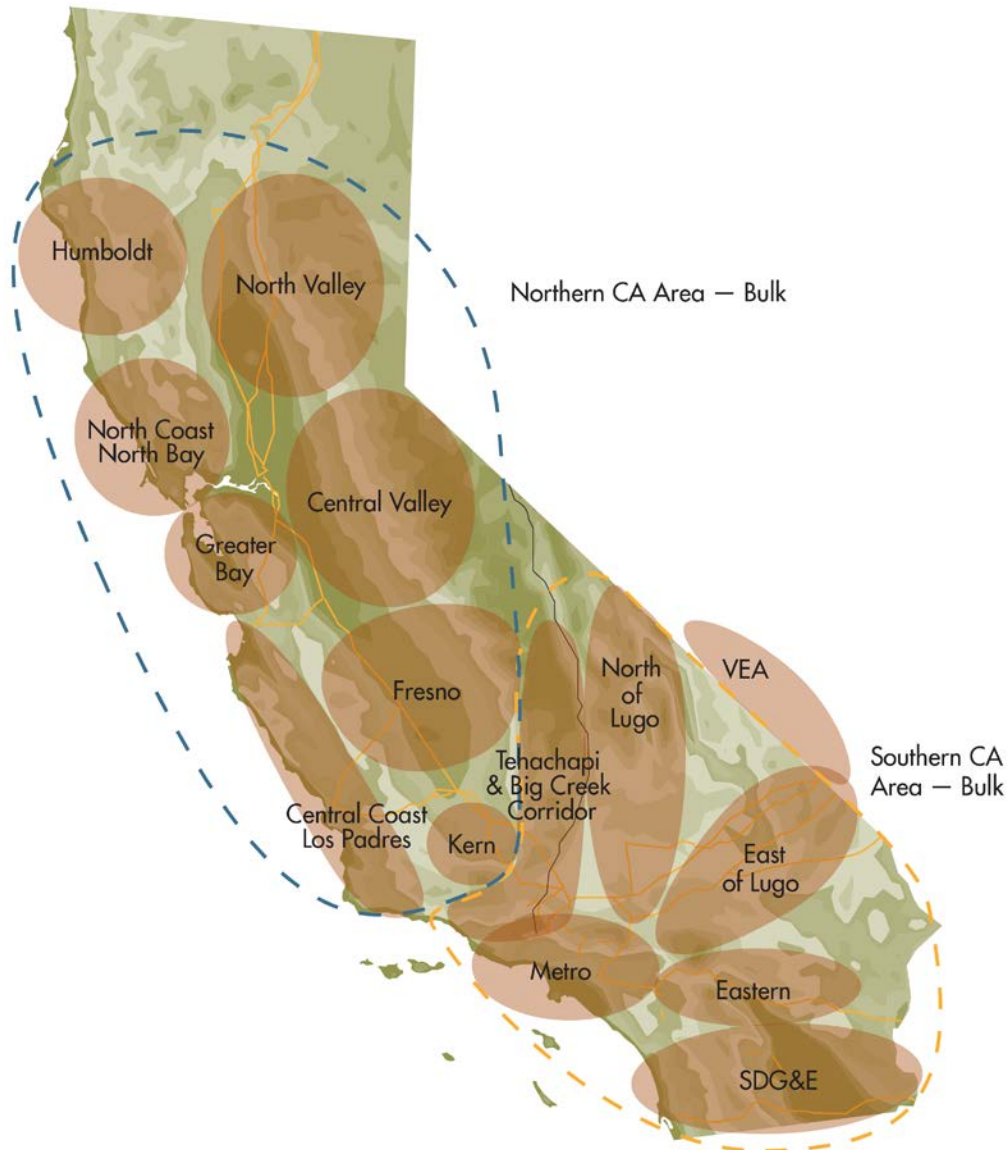 Humboldt
North Valley
Northern CA Area — Bulk
North Coast
North Bay
Central Valley
Greater
Bay
Fresno
North
of
Lugo
VEA
Tehachapi
& Big Creek
Corridor
Southern CA
Area — Bulk
Central Coast
Los Padres
Kern
East
of Lugo
Metro
Eastern
SDG&E